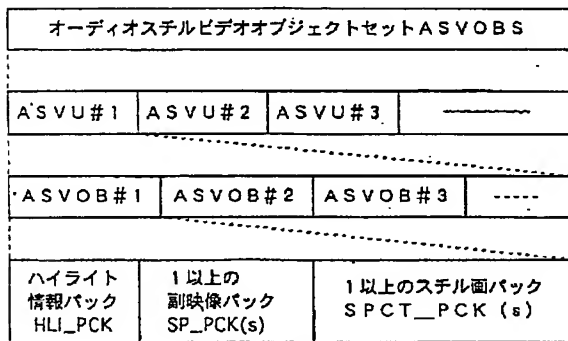 オーディオスチルビデオオブジェクトセットASVOBS
ASVU#1 ASVU#2 ASVU#3
ASVOB#1 ASVOB#2 ASVOB#3
ハイライト
情報パック
HLI_PCK
1以上の
副映像パック
SP_PCK(s)
1以上のスチル画パック
SPCT__PCK (s)